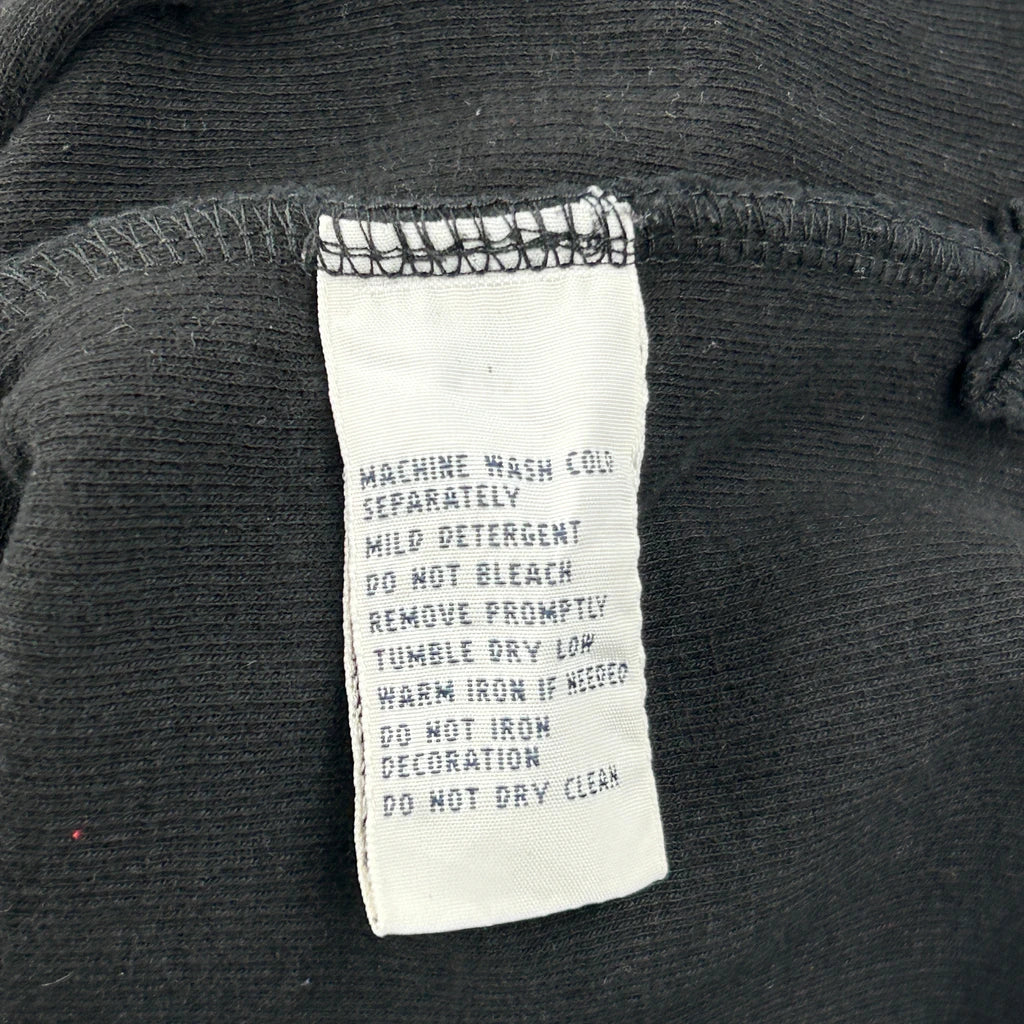 MACHINE WASH COLD
SEPARATELY
MILD DETERGENT
DO NOT BLEACH
REMOVE PROMPTLY
TUMBLE DRY LOW
WARM IRON IF NEEDED
DO NOT IRON
DECORATION
DO NOT DRY CLEAN